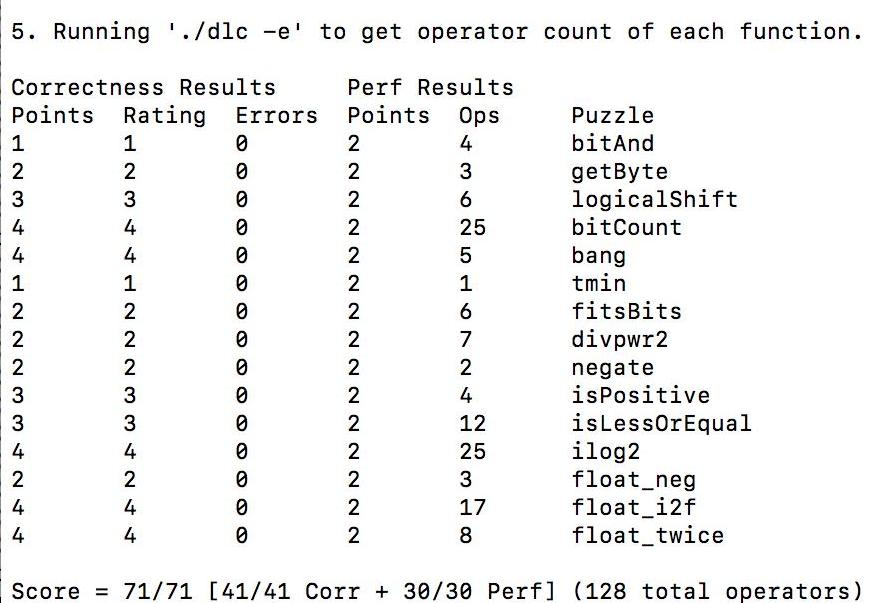 5. Running './dlc -e' to get operator count of each function.
Correctness Results     Perf Results
Points  Rating  Errors  Points  Ops     Puzzle
1       1       0       2       4       bitAnd
2       2       0       2       3       getByte
3       3       0       2       6       logicalShift
4       4       0       2       25      bitCount
4       4       0       2       5       bang
1       1       0       2       1       tmin
2       2       0       2       6       fitsBits
2       2       0       2       7       divpwr2
2       2       0       2       2       negate
3       3       0       2       4       isPositive
3       3       0       2       12      isLessOrEqual
4       4       0       2       25      ilog2
2       2       0       2       3       float_neg
4       4       0       2       17      float_i2f
4       4       0       2       8       float_twice
Score = 71/71 [41/41 Corr + 30/30 Perf] (128 total operators)